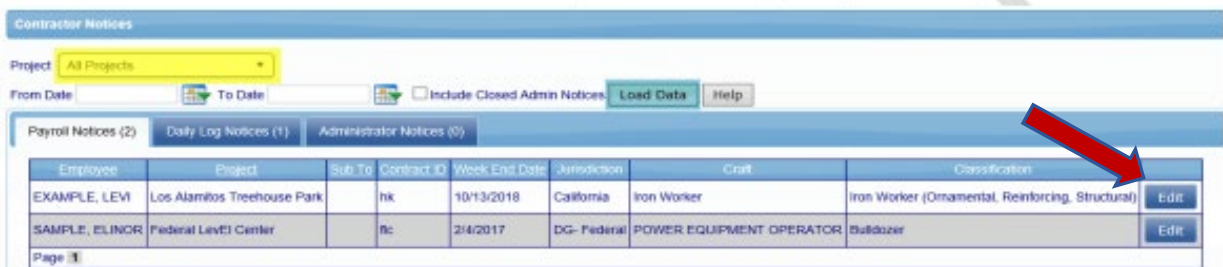 Contractor Notices
Project All Projects
From Date To Date Include Closed Admin Notices Load Data Help
Payroll Notices (2) Daily Log Notices (1) Administrator Notices (0)
Employee Project Sub To Contract ID Week End Date Jurisdiction Craft Classification
EXAMPLE, LEVI Los Alamitos Treehouse Park hk 10/13/2018 California Iron Worker Iron Worker (Ornamental, Reinforcing, Structural) Edit
SAMPLE, ELINOR Federal LevEl Center flc 2/4/2017 DG- Federal POWER EQUIPMENT OPERATOR Bulldozer Edit
Page 1